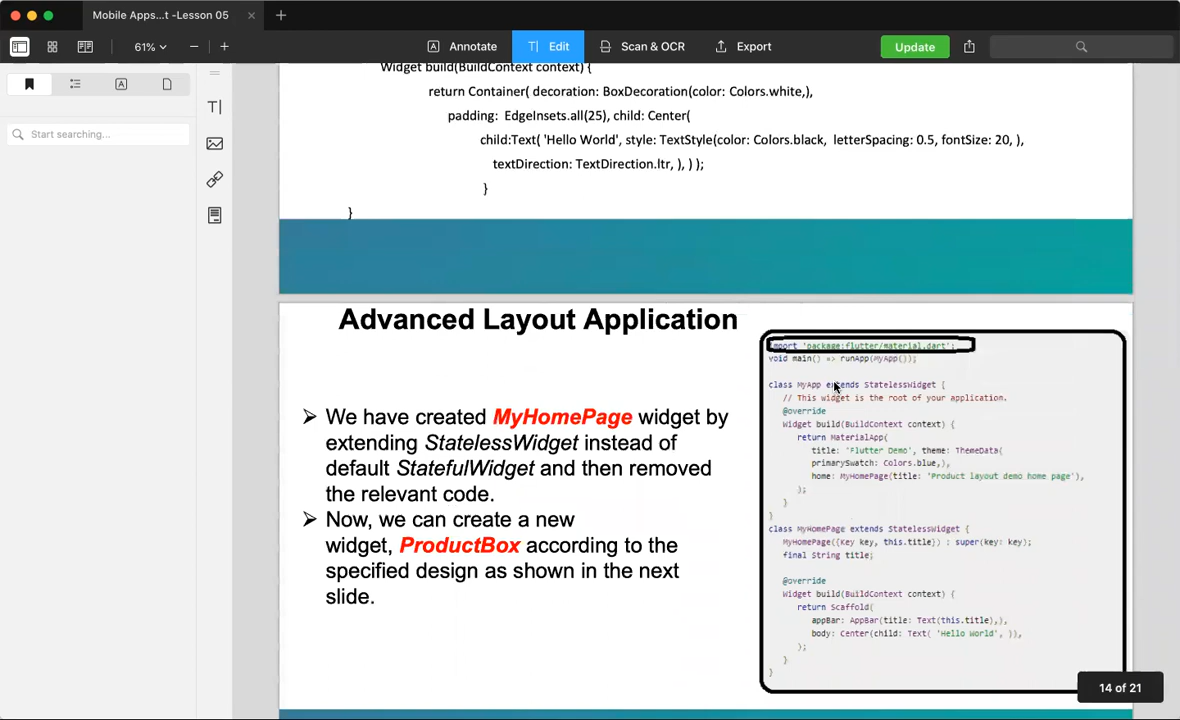 Mobile Apps...t -Lesson 05
61%
Annotate
Edit
Scan & OCR
Export
Update
Start searching...
Widget build(BuildContext context) {
return Container( decoration: BoxDecoration(color: Colors.white,),
padding: EdgeInsets.all(25), child: Center(
child:Text( 'Hello World', style: TextStyle(color: Colors.black, letterSpacing: 0.5, fontSize: 20, ),
textDirection: TextDirection.ltr, ), ) );
}
}
Advanced Layout Application
➢ We have created MyHomePage widget by
extending StatelessWidget instead of
default StatefulWidget and then removed
the relevant code.
➢ Now, we can create a new
widget, ProductBox according to the
specified design as shown in the next
slide.
import 'package:flutter/material.dart';
void main() => runApp(MyApp());
class MyApp extends StatelessWidget {
// This widget is the root of your application.
@override
Widget build(BuildContext context) {
return MaterialApp(
title: 'Flutter Demo', theme: ThemeData(
primarySwatch: Colors.blue,),
home: MyHomePage(title: 'Product layout demo home page'),
);
}
}
class MyHomePage extends StatelessWidget {
MyHomePage({Key key, this.title}) : super(key: key);
final String title;
@override
Widget build(BuildContext context) {
return Scaffold(
appBar: AppBar(title: Text(this.title),),
body: Center(child: Text( 'Hello World', )),
);
}
}
14 of 21